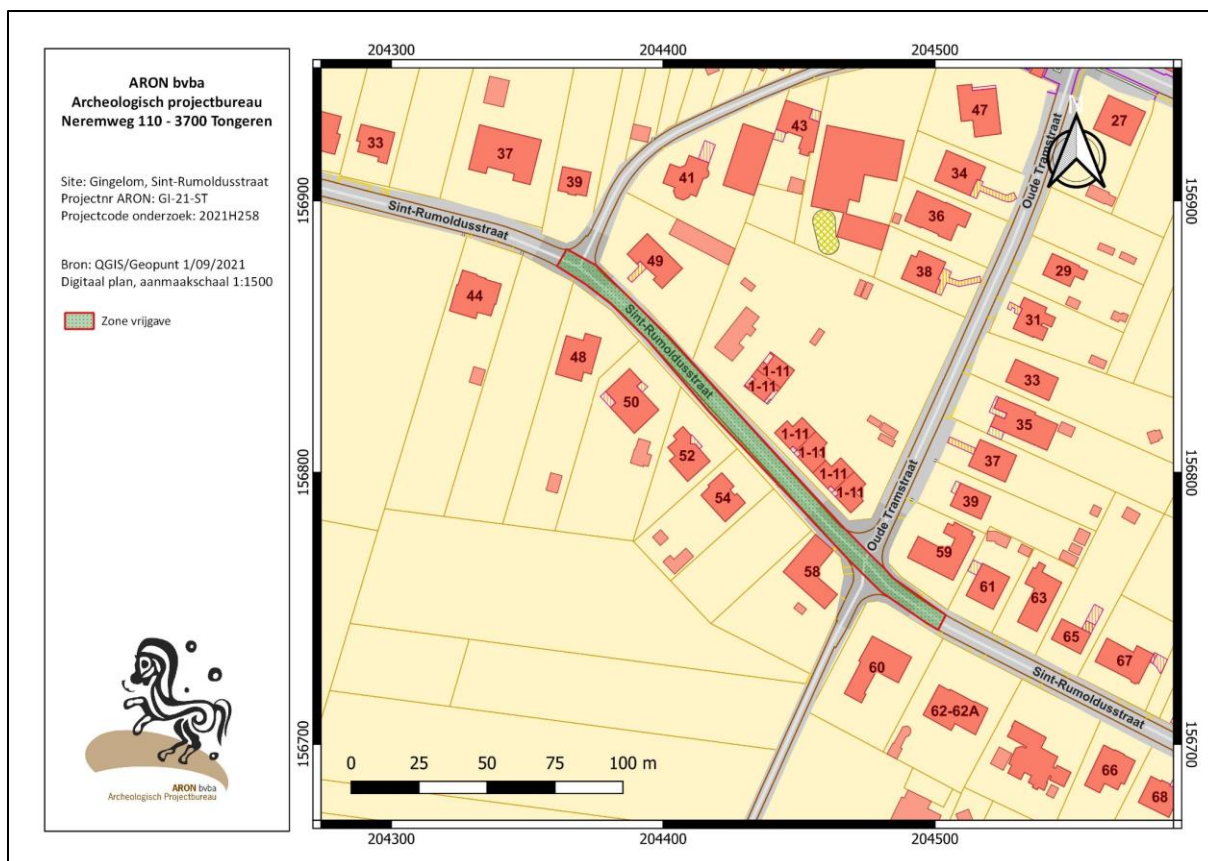 ARON bvba
Archeologisch projectbureau
Neremweg 110 - 3700 Tongeren
Site: Gingelom, Sint-Rumoldusstraat
Projectnr ARON: GI-21-ST
Projectcode onderzoek: 2021H258
Bron: QGIS/Geopunt 1/09/2021
Digitaal plan, aanmaakschaal 1:1500
Zone vrijgave
ARON bvba
Archeologisch Projectbureau
204300
204400
204500
156900
156800
156700
156900
156800
156700
204300
204400
204500
33
37
39
41
43
47
27
34
36
38
29
31
33
35
37
39
59
61
63
65
67
44
48
49
50
52
54
58
60
62-62A
66
68
1-11
1-11
1-11
1-11
1-11
1-11
Sint-Rumoldusstraat
Sint-Rumoldusstraat
Sint-Rumoldusstraat
Oude Tramstraat
Oude Tramstraat
N
0 25 50 75 100 m